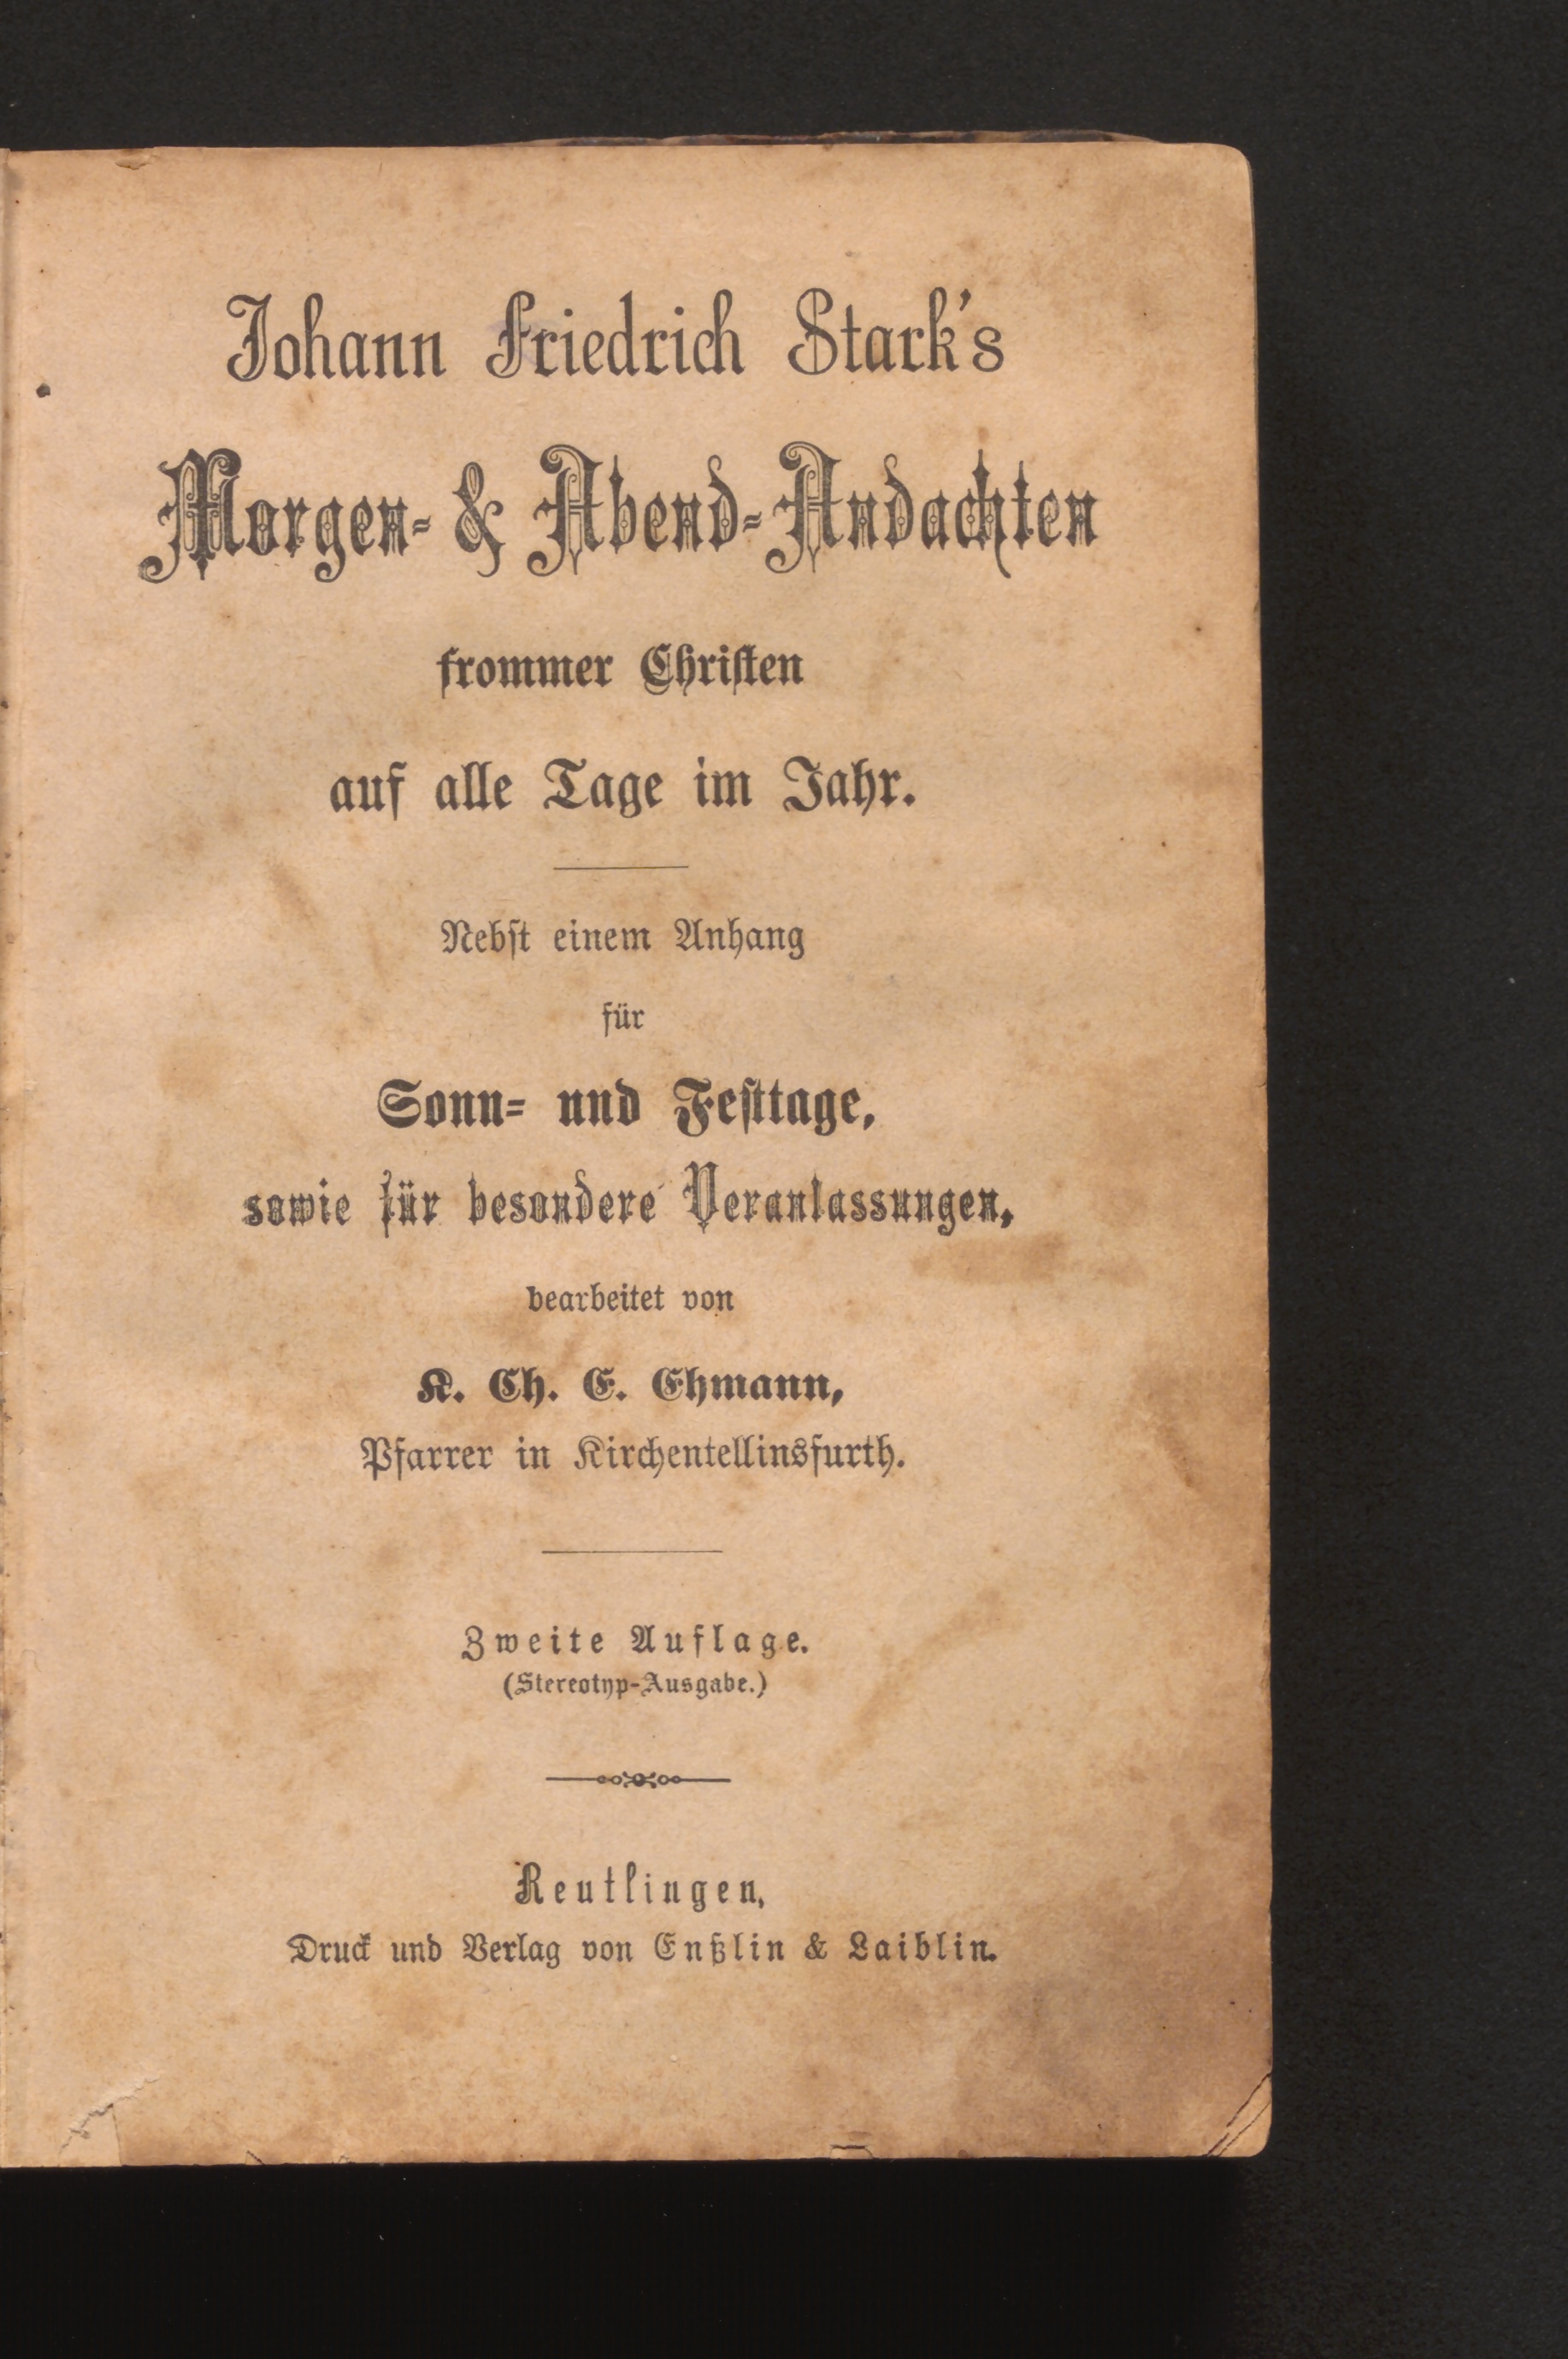 Johann Friedrich Stark's
Morgen- & Abend-Andachten
frommer Christen
auf alle Tage im Jahr.
Nebst einem Anhang
für
Sonn- und Festtage,
sowie für besondere Veranlassungen,
bearbeitet von
K. Ch. E. Ehmann,
Pfarrer in Kirchentellinsfurth.
Zweite Auflage.
(Stereotyp-Ausgabe.)
Reutlingen,
Druck und Verlag von Enßlin & Laiblin.